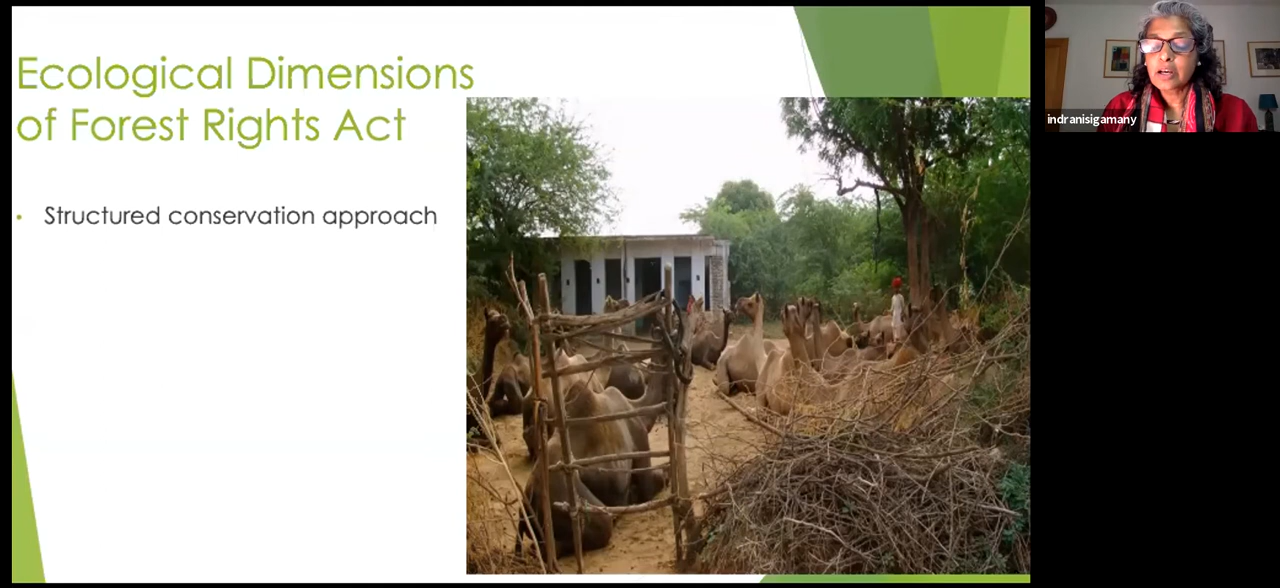 Ecological Dimensions
of Forest Rights Act
• Structured conservation approach
indranisigamany